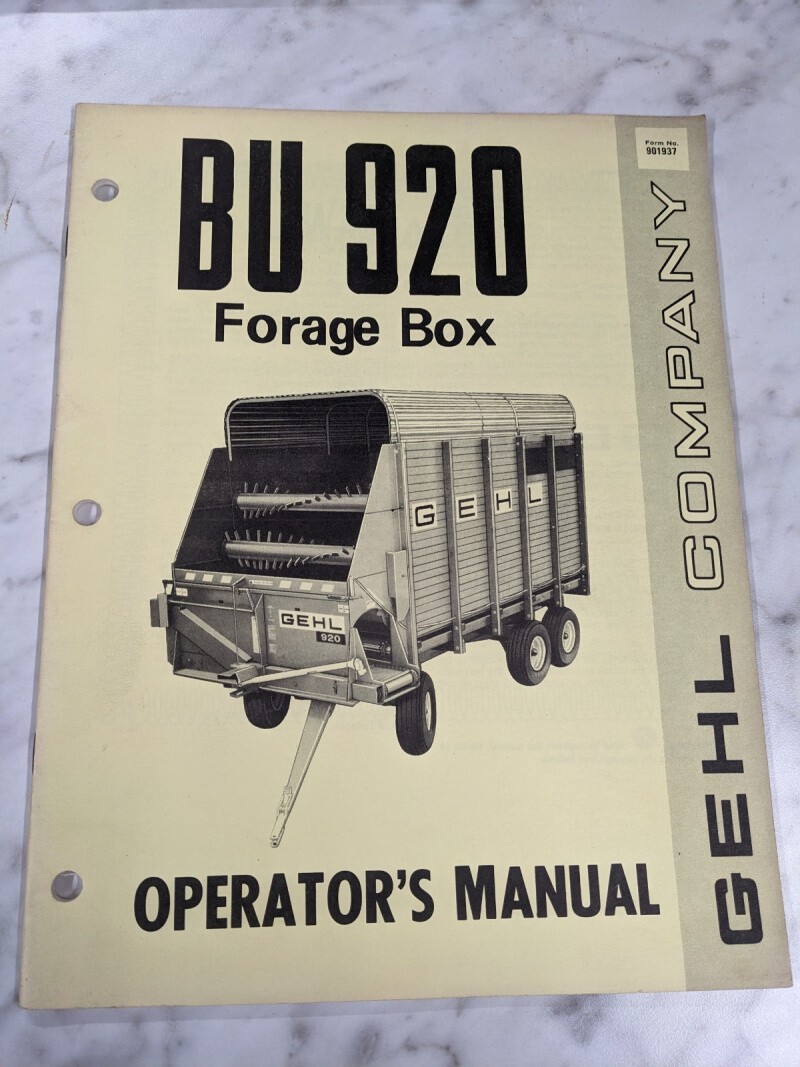 BU 920
Forage Box
Form No.
901937
GEHL COMPANY
GEHL
GEHL
920
OPERATOR'S MANUAL